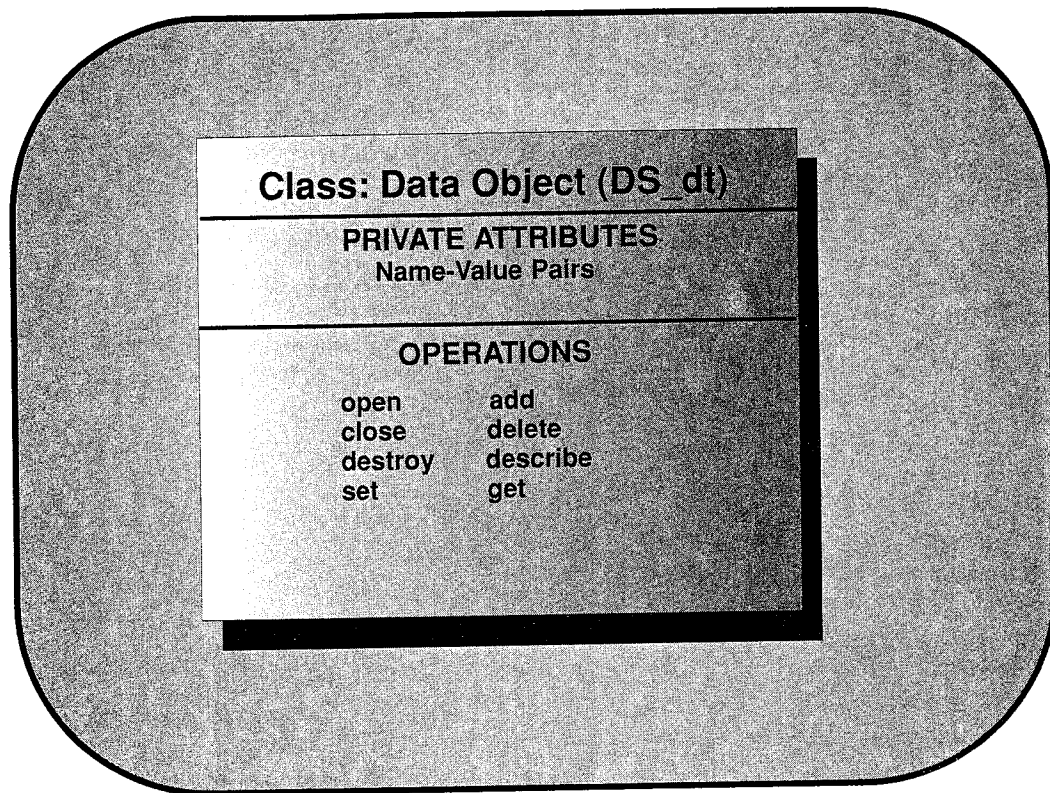 Class: Data Object (DS_dt)
PRIVATE ATTRIBUTES
Name-Value Pairs
OPERATIONS
open add
close delete
destroy describe
set get